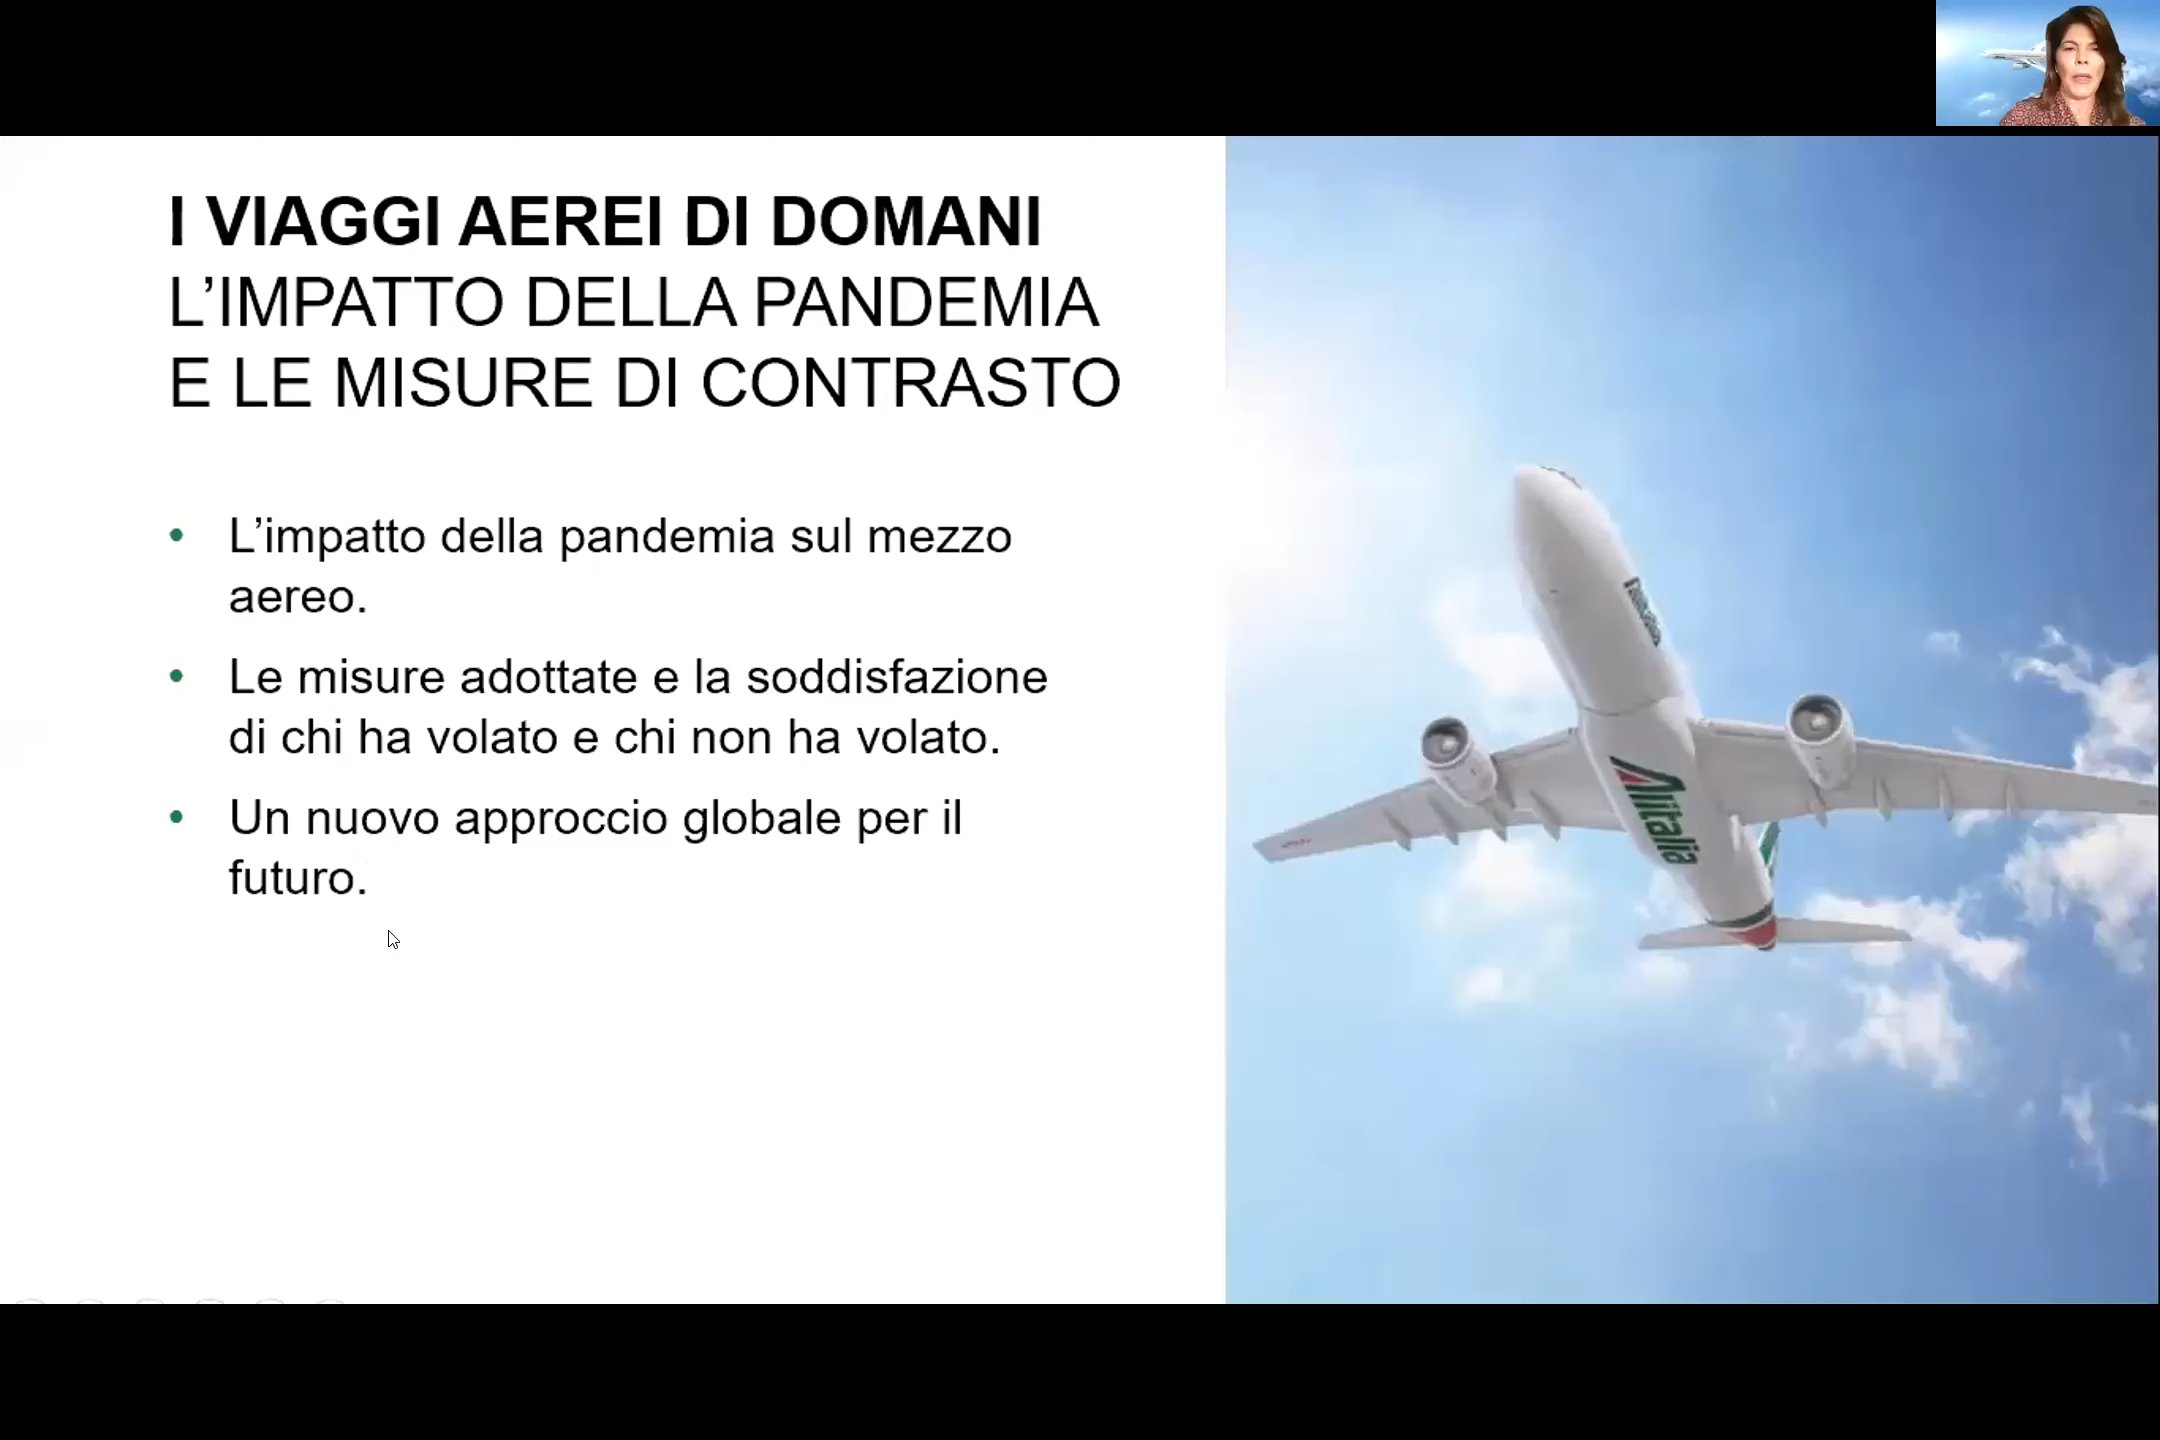 I VIAGGI AEREI DI DOMANI
L’IMPATTO DELLA PANDEMIA
E LE MISURE DI CONTRASTO
• L’impatto della pandemia sul mezzo
aereo.
• Le misure adottate e la soddisfazione
di chi ha volato e chi non ha volato.
• Un nuovo approccio globale per il
futuro.
Alitalia